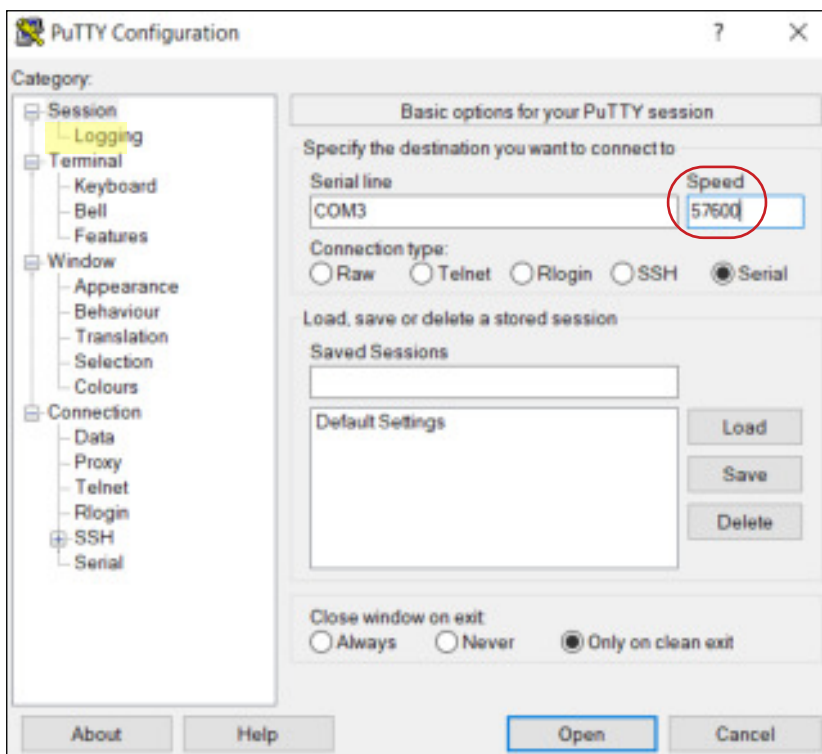 PuTTY Configuration
?
Category:
Session
Logging
Terminal
Keyboard
Bell
Features
Window
Appearance
Behaviour
Translation
Selection
Colours
Connection
Data
Proxy
Telnet
Rlogin
SSH
Serial
Basic options for your PuTTY session
Specify the destination you want to connect to
Serial line Speed
COM3 57600
Connection type:
Raw Telnet Rlogin SSH Serial
Load, save or delete a stored session
Saved Sessions
Default Settings
Load
Save
Delete
Close window on exit
Always Never Only on clean exit
About Help Open Cancel